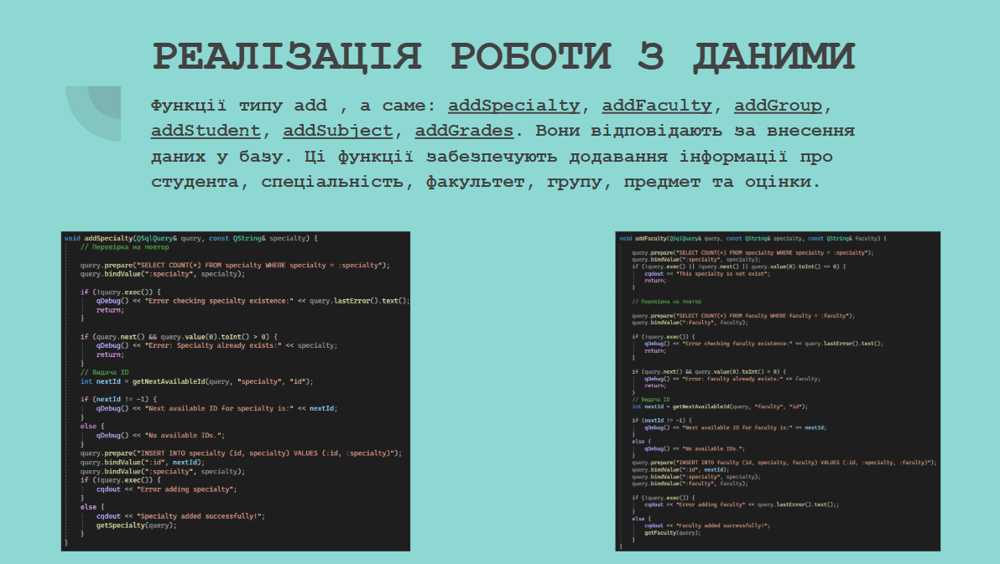 РЕАЛІЗАЦІЯ РОБОТИ З ДАНИМИ
Функції типу add , а саме: addSpecialty, addFaculty, addGroup,
addStudent, addSubject, addGrades. Вони відповідають за внесення
даних у базу. Ці функції забезпечують додавання інформації про
студента, спеціальність, факультет, групу, предмет та оцінки.
void addSpecialty(QSqlQuery& query, const QString& specialty) {
// Перевірка на повтор
query.prepare("SELECT COUNT(*) FROM specialty WHERE specialty = :specialty");
query.bindValue(":specialty", specialty);
if (!query.exec()) {
qDebug() << "Error checking specialty existence:" << query.lastError().text();
return;
}
if (query.next() && query.value(0).toInt() > 0) {
qDebug() << "Error: Specialty already exists:" << specialty;
return;
}
// Видача ID
int nextId = getNextAvailableId(query, "specialty", "id");
if (nextId != -1) {
qDebug() << "Next available ID for specialty is:" << nextId;
}
else {
qDebug() << "No available IDs.";
}
query.prepare("INSERT INTO specialty (id, specialty) VALUES (:id, :specialty)");
query.bindValue(":id", nextId);
query.bindValue(":specialty", specialty);
if (!query.exec()) {
cqdout << "Error adding specialty";
}
else {
cqdout << "Specialty added successfully!";
getSpecialty(query);
}
}
void addFaculty(QSqlQuery& query, const QString& specialty, const QString& faculty) {
query.prepare("SELECT COUNT(*) FROM specialty WHERE specialty = :specialty");
query.bindValue(":specialty", specialty);
if (!query.exec() || !query.next() || query.value(0).toInt() == 0) {
cqdout << "This specialty is not exist";
return;
}
// Перевірка на повтор
query.prepare("SELECT COUNT(*) FROM faculty WHERE faculty = :faculty");
query.bindValue(":faculty", faculty);
if (!query.exec()) {
qDebug() << "Error checking faculty existence:" << query.lastError().text();
return;
}
if (query.next() && query.value(0).toInt() > 0) {
qDebug() << "Error: Faculty already exists:" << faculty;
return;
}
// Видача ID
int nextId = getNextAvailableId(query, "faculty", "id");
if (nextId != -1) {
qDebug() << "Next available ID for faculty is:" << nextId;
}
else {
qDebug() << "No available IDs.";
}
query.prepare("INSERT INTO faculty (id, specialty, faculty) VALUES (:id, :specialty, :faculty)");
query.bindValue(":id", nextId);
query.bindValue(":specialty", specialty);
query.bindValue(":faculty", faculty);
if (!query.exec()) {
cqdout << "Error adding faculty" << query.lastError().text();;
}
else {
cqdout << "Faculty added successfully!";
getFaculty(query);
}
}